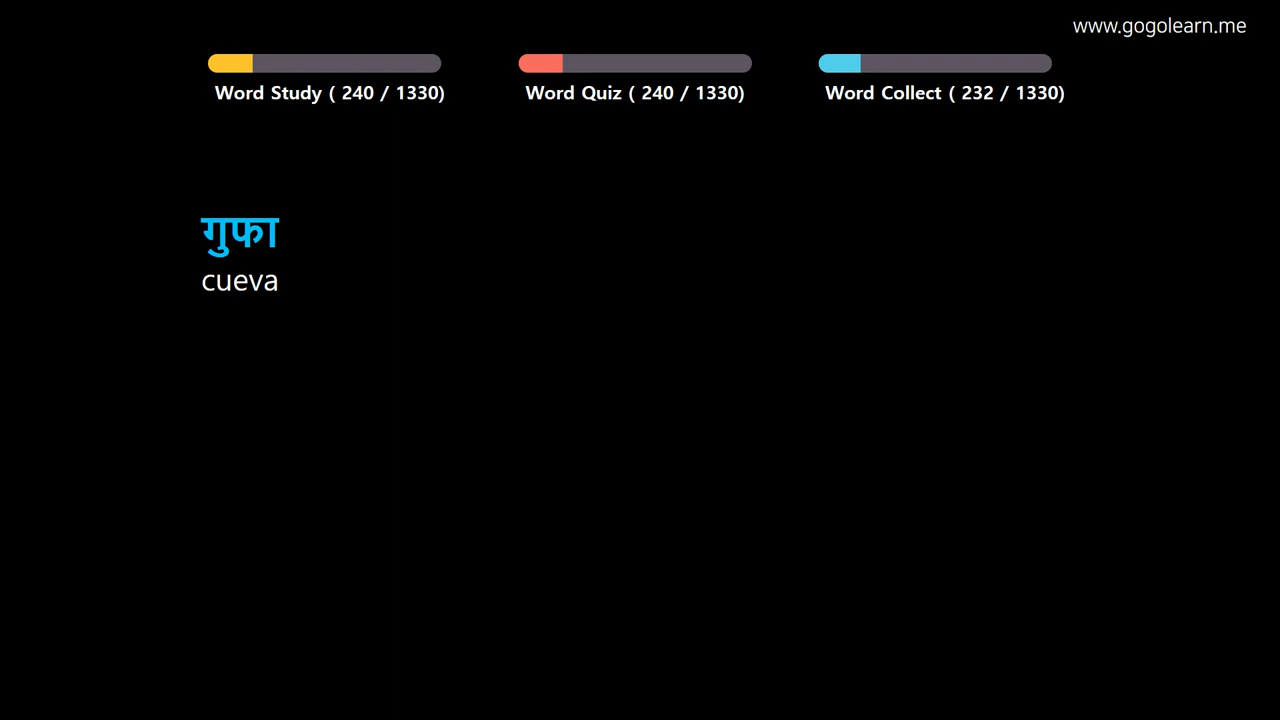 www.gogolearn.me
Word Study ( 240 / 1330)
Word Quiz ( 240 / 1330)
Word Collect ( 232 / 1330)
गुफा
cueva